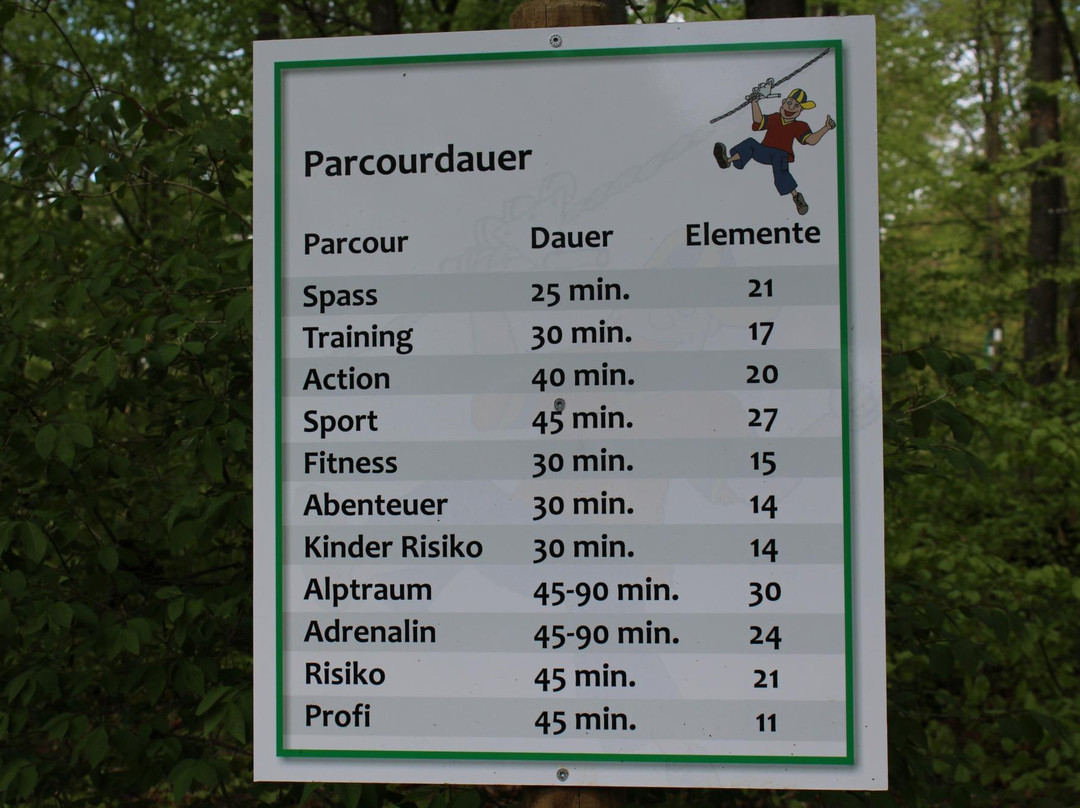 Parcourdauer
Parcour Dauer Elemente
Spass 25 min. 21
Training 30 min. 17
Action 40 min. 20
Sport 45 min. 27
Fitness 30 min. 15
Abenteuer 30 min. 14
Kinder Risiko 30 min. 14
Alptraum 45-90 min. 30
Adrenalin 45-90 min. 24
Risiko 45 min. 21
Profi 45 min. 11